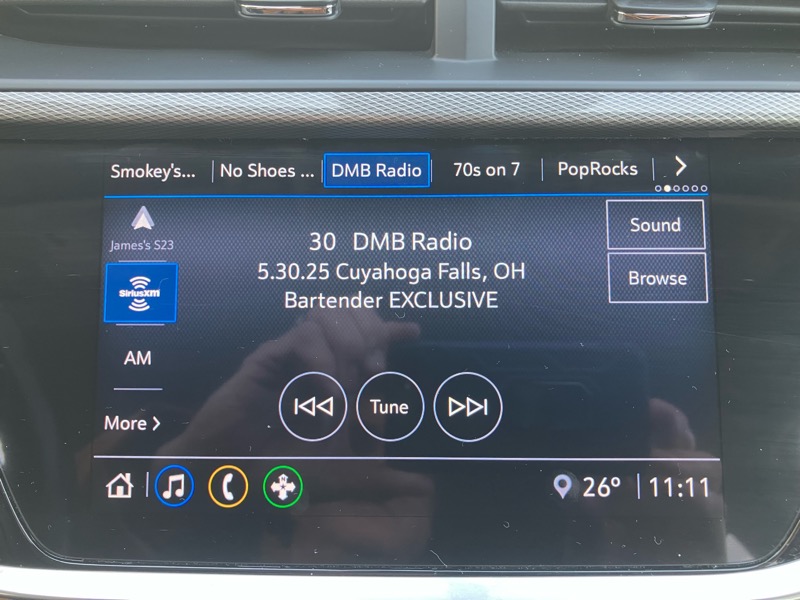 Smokey's... No Shoes ... DMB Radio 70s on 7 PopRocks
James's S23
SiriusXM
AM
More
30 DMB Radio
5.30.25 Cuyahoga Falls, OH
Bartender EXCLUSIVE
Sound
Browse
Tune
26° 11:11